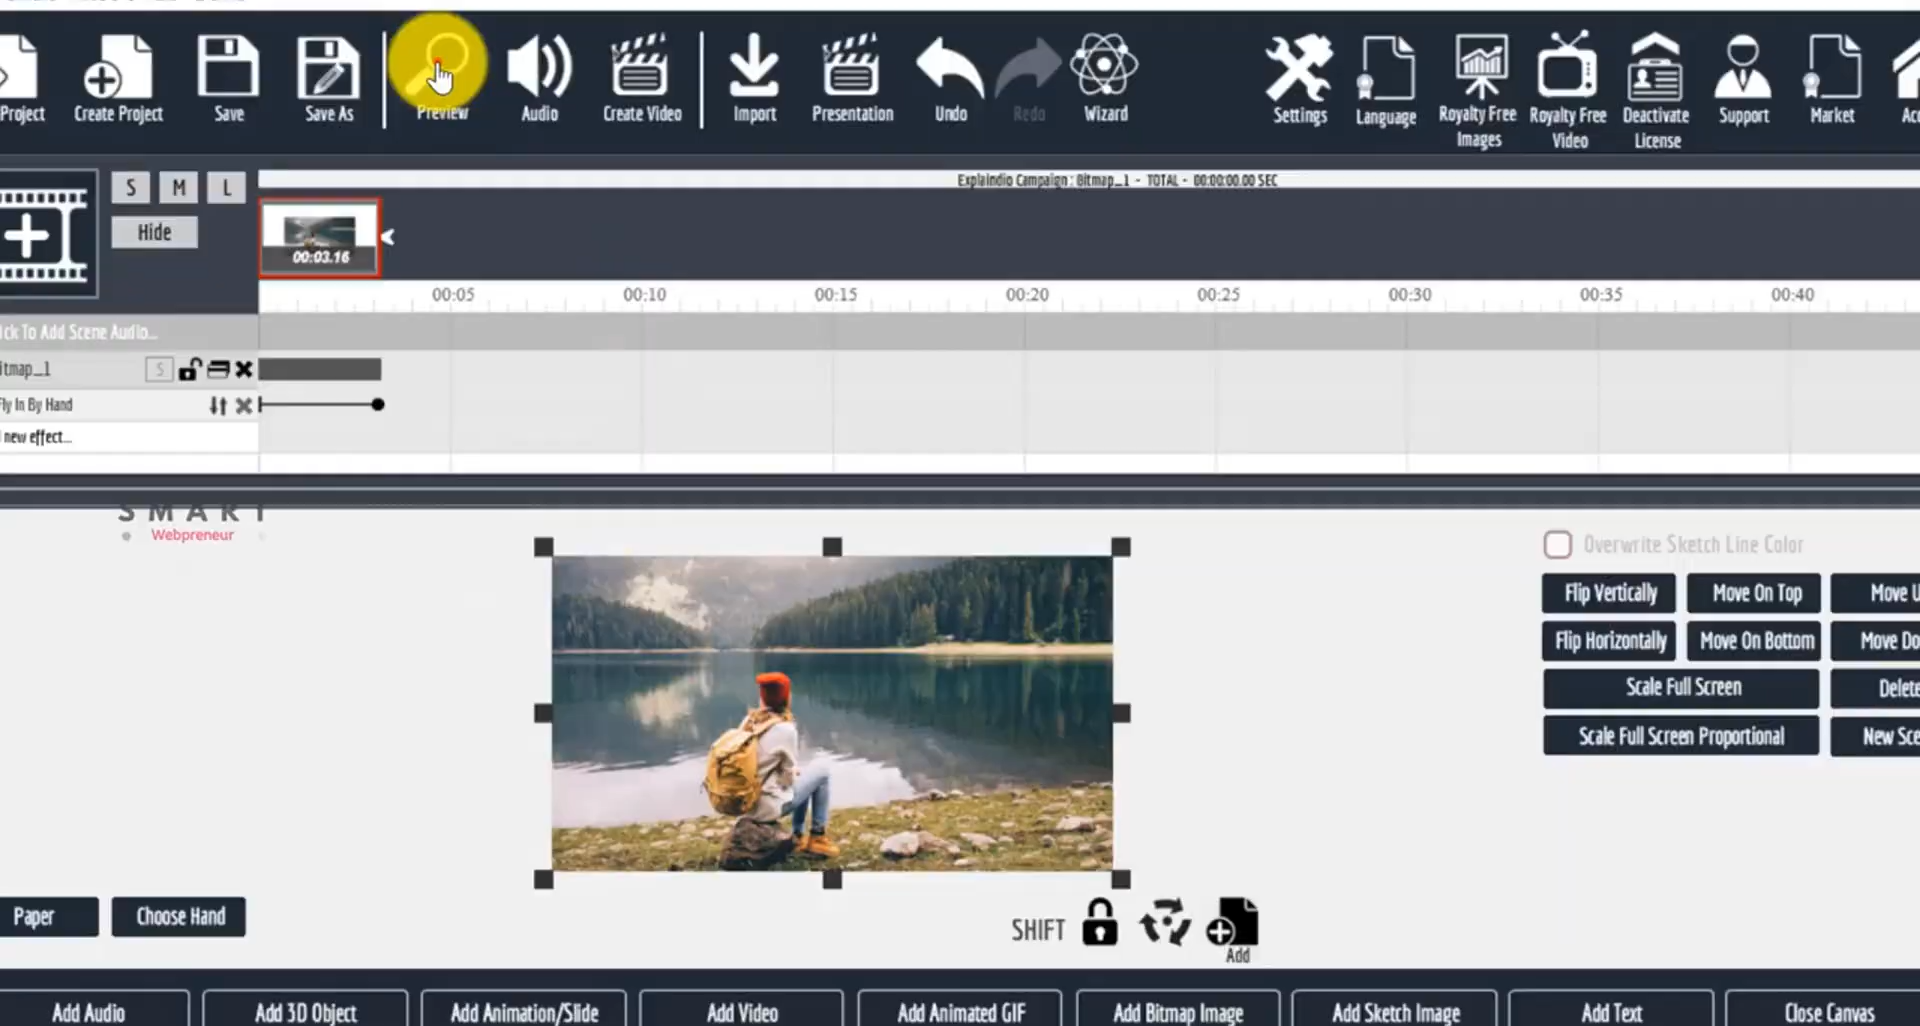 Project
Create Project
Save
Save As
Preview
Audio
Create Video
Import
Presentation
Undo
Redo
Wizard
Settings
Language
Royalty Free
Images
Royalty Free
Video
Deactivate
License
Support
Market
Acc
S M L
Hide
Explaindio Campaign : Bitmap_1 - TOTAL - 00:00:00.00 SEC
00:03.16
00:05 00:10 00:15 00:20 00:25 00:30 00:35 00:40
ick To Add Scene Audio...
itmap_1 S
Fly In By Hand
new effect...
SMART
Webpreneur
Overwrite Sketch Line Color
Flip Vertically Move On Top Move U
Flip Horizontally Move On Bottom Move Do
Scale Full Screen Delete
Scale Full Screen Proportional New Sce
Paper Choose Hand
SHIFT
Add
Add Audio Add 3D Object Add Animation/Slide Add Video Add Animated GIF Add Bitmap Image Add Sketch Image Add Text Close Canvas